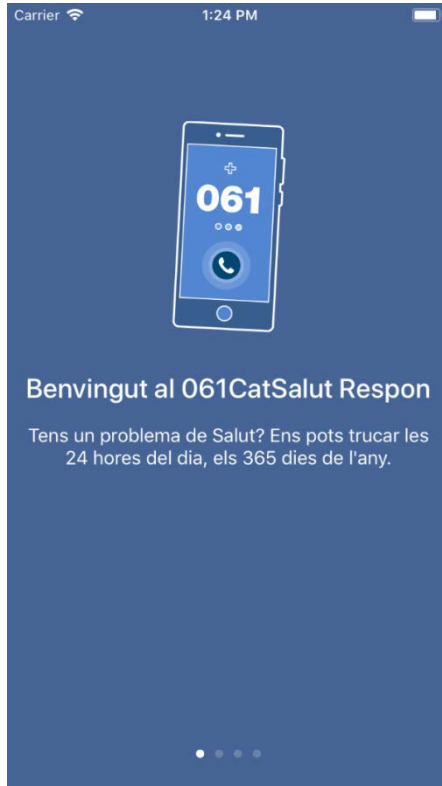 Carrier 1:24 PM
061
Benvingut al 061CatSalut Respon
Tens un problema de Salut? Ens pots trucar les
24 hores del dia, els 365 dies de l'any.